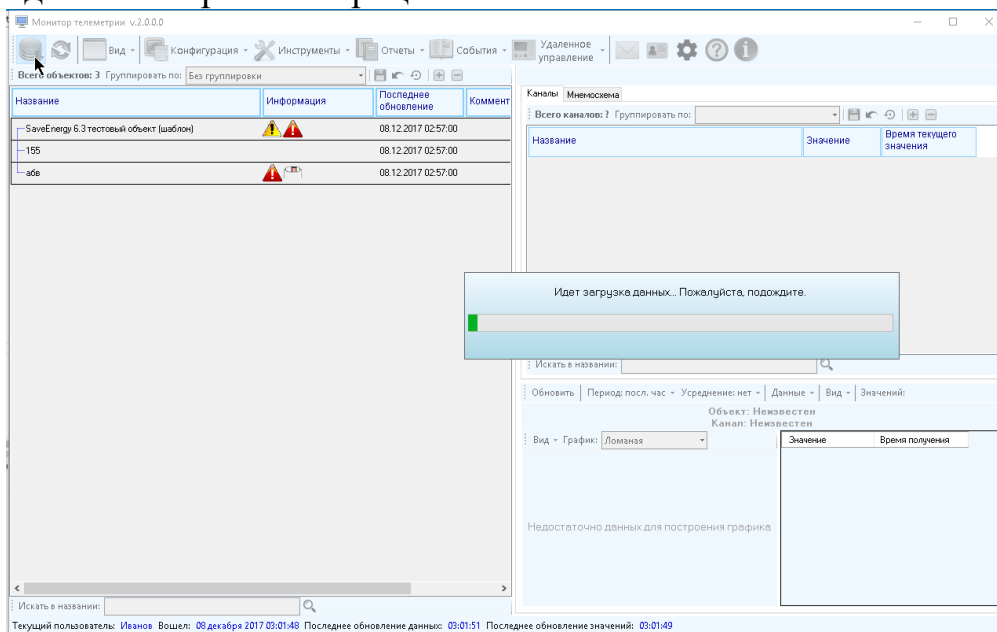 Монитор телеметрии v.2.0.0.0
Вид Конфигурация Инструменты Отчеты События Удаленное управление
Всего объектов: 3 Группировать по: Без группировки
Название Информация Последнее обновление Коммент
SaveEnergy 6.3 тестовый объект (шаблон) 08.12.2017 02:57:00
155 08.12.2017 02:57:00
абв 08.12.2017 02:57:00
Искать в названии:
Каналы Мнемосхема
Всего каналов: ? Группировать по:
Название Значение Время текущего значения
Идет загрузка данных... Пожалуйста, подождите.
Искать в названии:
Обновить Период: посл. час Усреднение: нет Данные Вид Значений:
Объект: Неизвестен
Канал: Неизвестен
Вид График: Ломаная
Значение Время получения
Недостаточно данных для построения графика
Текущий пользователь: Иванов Вошел: 08 декабря 2017 03:01:48 Последнее обновление данных: 03:01:51 Последнее обновление значений: 03:01:49